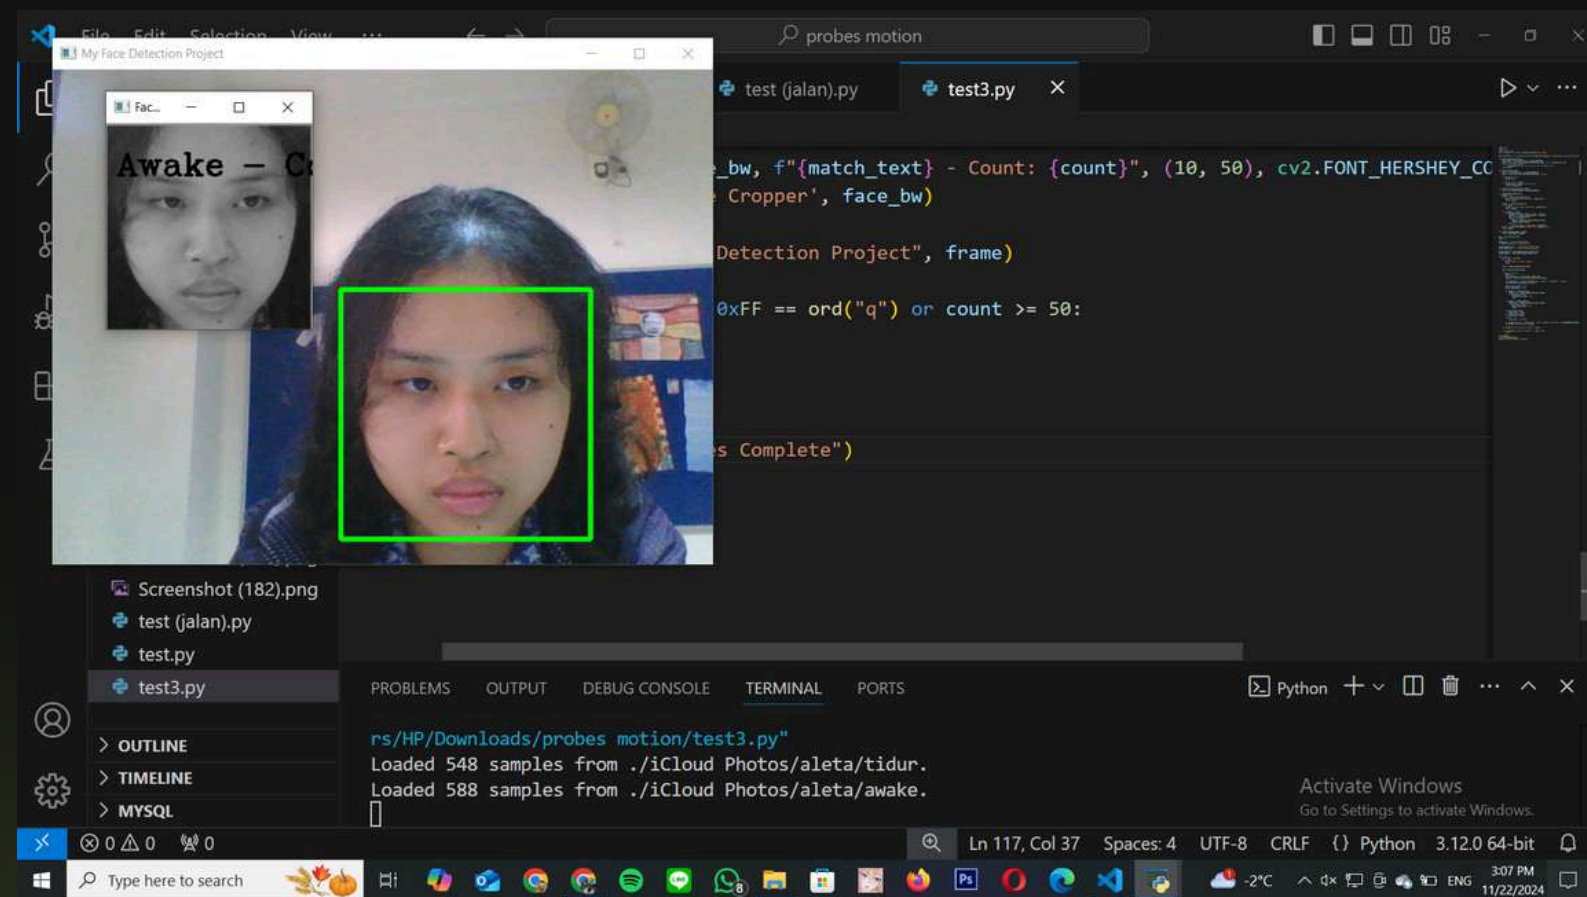 File Edit Selection View ...
probes motion
My Face Detection Project
Fac...
Awake - Co
test (jalan).py
test3.py
_bw, f"{match_text} - Count: {count}", (10, 50), cv2.FONT_HERSHEY_CO
Cropper', face_bw)
Detection Project", frame)
0xFF == ord("q") or count >= 50:
s Complete")
Screenshot (182).png
test (jalan).py
test.py
test3.py
OUTLINE
TIMELINE
MYSQL
PROBLEMS OUTPUT DEBUG CONSOLE TERMINAL PORTS
Python
rs/HP/Downloads/probes motion/test3.py"
Loaded 548 samples from ./iCloud Photos/aleta/tidur.
Loaded 588 samples from ./iCloud Photos/aleta/awake.
Activate Windows
Go to Settings to activate Windows.
0 0 0
Ln 117, Col 37 Spaces: 4 UTF-8 CRLF {} Python 3.12.0 64-bit
Type here to search
Ps
8
1
-2°C
ENG
3:07 PM
11/22/2024